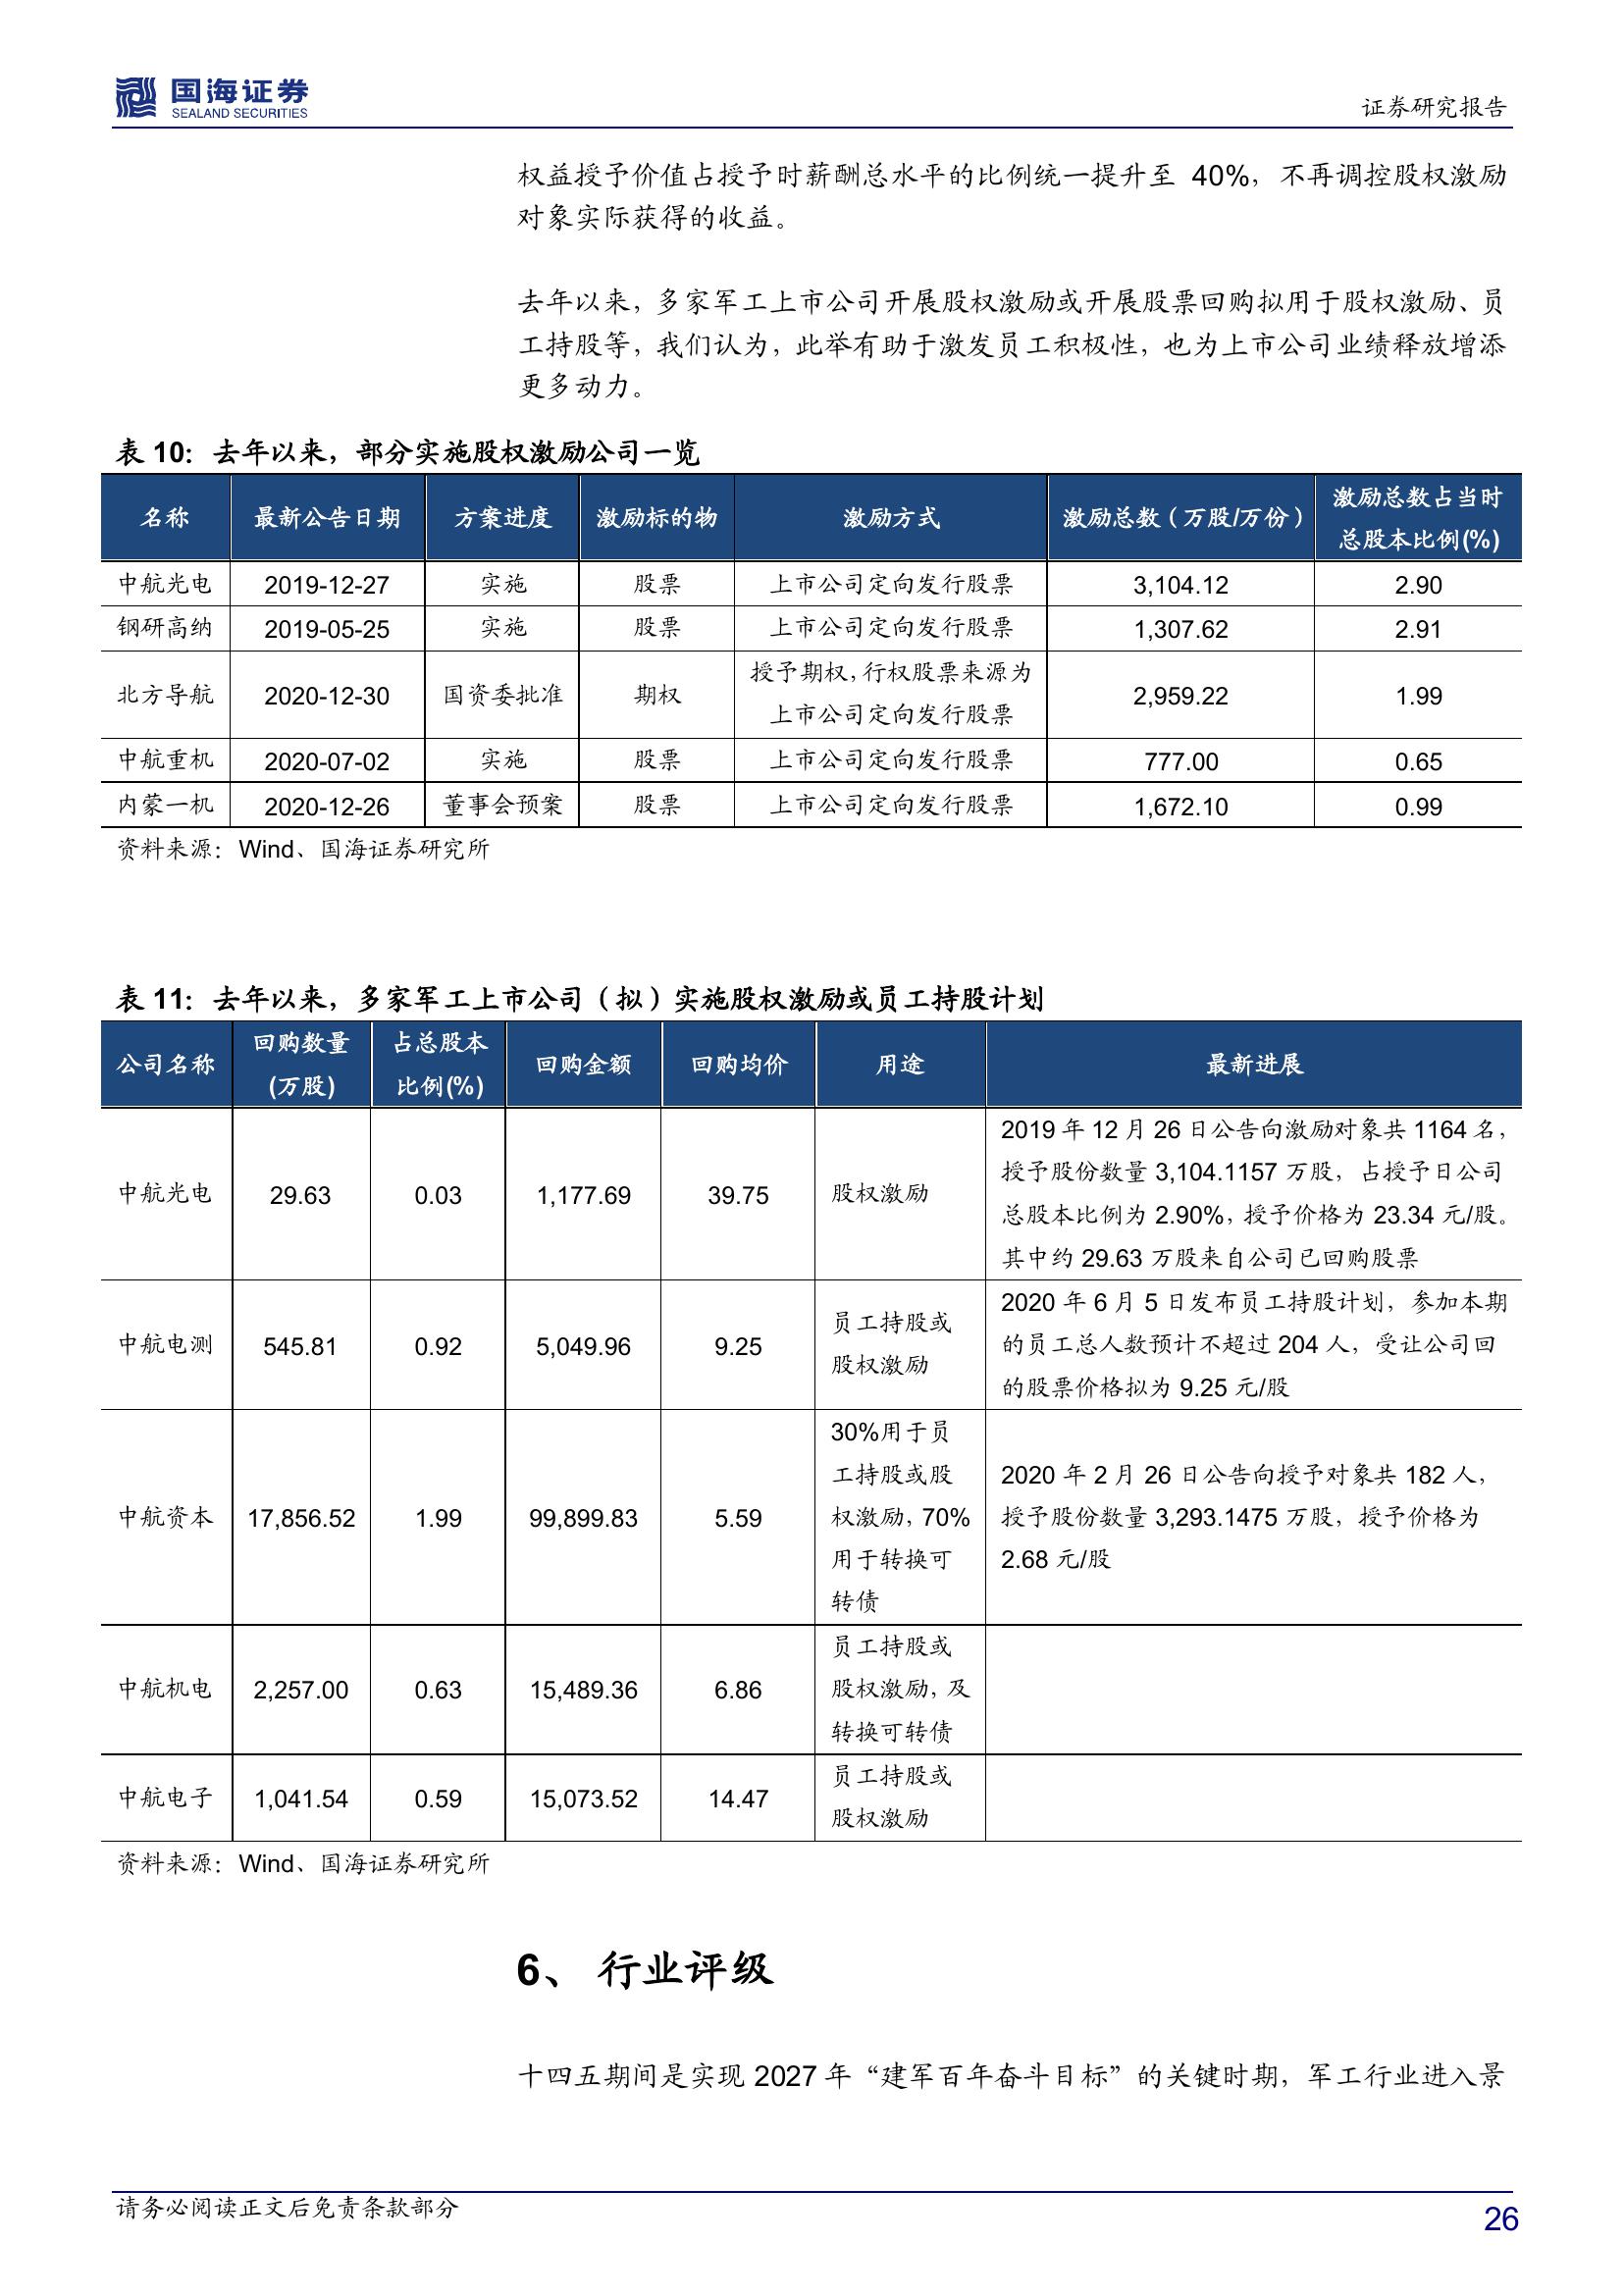 国海证券
SEALAND SECURITIES
证券研究报告
权益授予价值占授予时薪酬总水平的比例统一提升至 40%，不再调控股权激励
对象实际获得的收益。
去年以来，多家军工上市公司开展股权激励或开展股票回购拟用于股权激励、员
工持股等，我们认为，此举有助于激发员工积极性，也为上市公司业绩释放增添
更多动力。
表 10：去年以来，部分实施股权激励公司一览
名称 最新公告日期 方案进度 激励标的物 激励方式 激励总数（万股/万份） 激励总数占当时
总股本比例(%)
中航光电 2019-12-27 实施 股票 上市公司定向发行股票 3,104.12 2.90
钢研高纳 2019-05-25 实施 股票 上市公司定向发行股票 1,307.62 2.91
北方导航 2020-12-30 国资委批准 期权 授予期权，行权股票来源为
上市公司定向发行股票 2,959.22 1.99
中航重机 2020-07-02 实施 股票 上市公司定向发行股票 777.00 0.65
内蒙一机 2020-12-26 董事会预案 股票 上市公司定向发行股票 1,672.10 0.99
资料来源：Wind、国海证券研究所
表 11：去年以来，多家军工上市公司（拟）实施股权激励或员工持股计划
公司名称 回购数量
(万股) 占总股本
比例(%) 回购金额 回购均价 用途 最新进展
中航光电 29.63 0.03 1,177.69 39.75 股权激励 2019 年 12 月 26 日公告向激励对象共 1164 名，
授予股份数量 3,104.1157 万股，占授予日公司
总股本比例为 2.90%，授予价格为 23.34 元/股。
其中约 29.63 万股来自公司已回购股票
中航电测 545.81 0.92 5,049.96 9.25 员工持股或
股权激励 2020 年 6 月 5 日发布员工持股计划，参加本期
的员工总人数预计不超过 204 人，受让公司回
的股票价格拟为 9.25 元/股
中航资本 17,856.52 1.99 99,899.83 5.59 30%用于员
工持股或股
权激励，70%
用于转换可
转债 2020 年 2 月 26 日公告向授予对象共 182 人，
授予股份数量 3,293.1475 万股，授予价格为
2.68 元/股
中航机电 2,257.00 0.63 15,489.36 6.86 员工持股或
股权激励，及
转换可转债
中航电子 1,041.54 0.59 15,073.52 14.47 员工持股或
股权激励
资料来源：Wind、国海证券研究所
6、 行业评级
十四五期间是实现 2027 年“建军百年奋斗目标”的关键时期，军工行业进入景
请务必阅读正文后免责条款部分
26